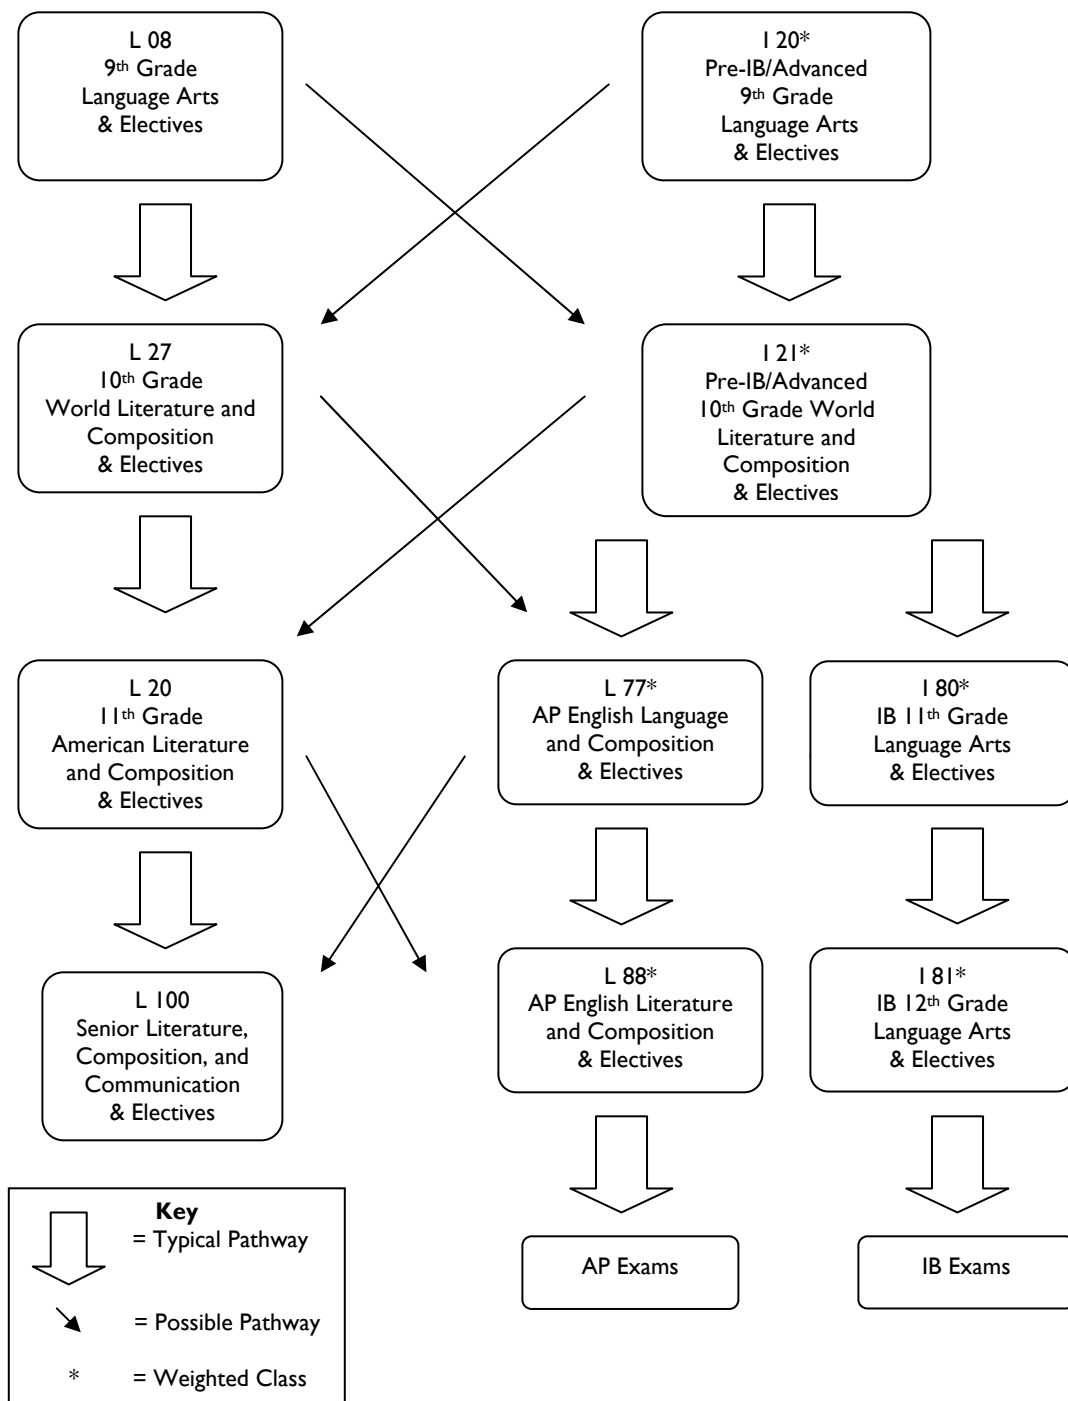 L 08
9th Grade
Language Arts
& Electives
I 20*
Pre-IB/Advanced
9th Grade
Language Arts
& Electives
L 27
10th Grade
World Literature and
Composition
& Electives
I 21*
Pre-IB/Advanced
10th Grade World
Literature and
Composition
& Electives
L 20
11th Grade
American Literature
and Composition
& Electives
L 77*
AP English Language
and Composition
& Electives
I 80*
IB 11th Grade
Language Arts
& Electives
L 100
Senior Literature,
Composition, and
Communication
& Electives
L 88*
AP English Literature
and Composition
& Electives
I 81*
IB 12th Grade
Language Arts
& Electives
AP Exams
IB Exams
Key
= Typical Pathway
= Possible Pathway
* = Weighted Class